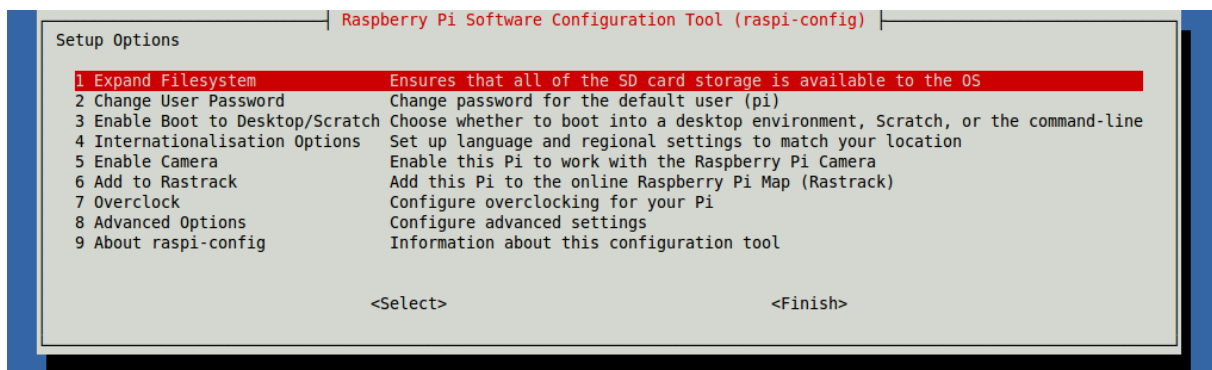 Raspberry Pi Software Configuration Tool (raspi-config)
Setup Options
1 Expand Filesystem Ensures that all of the SD card storage is available to the OS
2 Change User Password Change password for the default user (pi)
3 Enable Boot to Desktop/Scratch Choose whether to boot into a desktop environment, Scratch, or the command-line
4 Internationalisation Options Set up language and regional settings to match your location
5 Enable Camera Enable this Pi to work with the Raspberry Pi Camera
6 Add to Rastrack Add this Pi to the online Raspberry Pi Map (Rastrack)
7 Overclock Configure overclocking for your Pi
8 Advanced Options Configure advanced settings
9 About raspi-config Information about this configuration tool
<Select> <Finish>